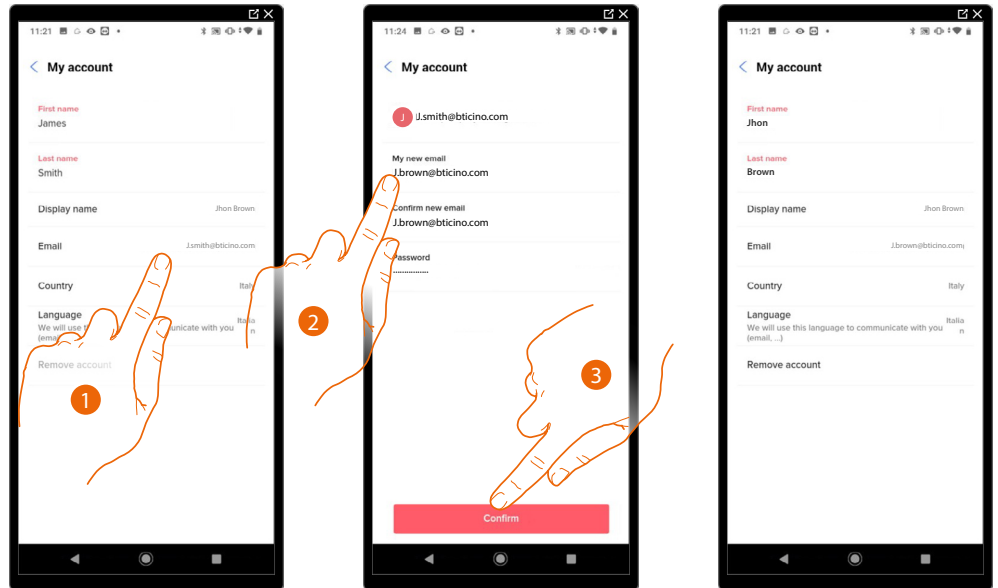 11:21
My account
First name
James
Last name
Smith
Display name Jhon Brown
Email J.smith@bticino.com
Country Italy
Language
We will use unicate with you
Italia
n
Remove account
1
11:24
My account
J J.smith@bticino.com
My new email
J.brown@bticino.com
Confirm new email
J.brown@bticino.com
Password
................
2
3
Confirm
11:21
My account
First name
Jhon
Last name
Brown
Display name Jhon Brown
Email J.brown@bticino.com
Country Italy
Language
We will use this language to communicate with you
(email, ...)
Italia
n
Remove account